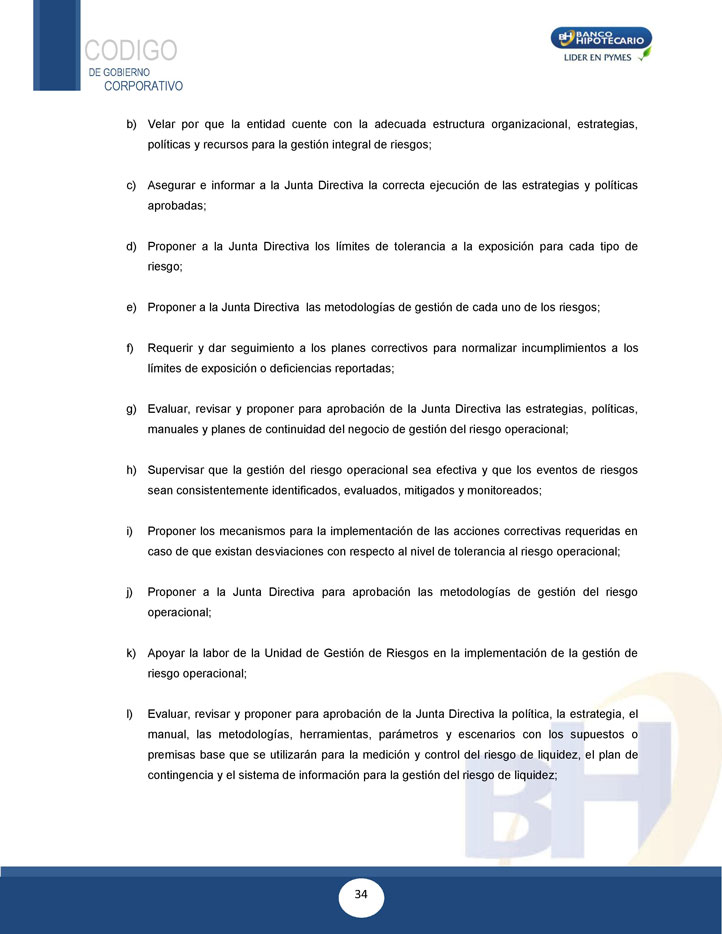 CODIGO
DE GOBIERNO
CORPORATIVO
BH BANCO
HIPOTECARIO
LIDER EN PYMES
b) Velar por que la entidad cuente con la adecuada estructura organizacional, estrategias,
políticas y recursos para la gestión integral de riesgos;
c) Asegurar e informar a la Junta Directiva la correcta ejecución de las estrategias y políticas
aprobadas;
d) Proponer a la Junta Directiva los límites de tolerancia a la exposición para cada tipo de
riesgo;
e) Proponer a la Junta Directiva las metodologías de gestión de cada uno de los riesgos;
f) Requerir y dar seguimiento a los planes correctivos para normalizar incumplimientos a los
límites de exposición o deficiencias reportadas;
g) Evaluar, revisar y proponer para aprobación de la Junta Directiva las estrategias, políticas,
manuales y planes de continuidad del negocio de gestión del riesgo operacional;
h) Supervisar que la gestión del riesgo operacional sea efectiva y que los eventos de riesgos
sean consistentemente identificados, evaluados, mitigados y monitoreados;
i) Proponer los mecanismos para la implementación de las acciones correctivas requeridas en
caso de que existan desviaciones con respecto al nivel de tolerancia al riesgo operacional;
j) Proponer a la Junta Directiva para aprobación las metodologías de gestión del riesgo
operacional;
k) Apoyar la labor de la Unidad de Gestión de Riesgos en la implementación de la gestión de
riesgo operacional;
l) Evaluar, revisar y proponer para aprobación de la Junta Directiva la política, la estrategia, el
manual, las metodologías, herramientas, parámetros y escenarios con los supuestos o
premisas base que se utilizarán para la medición y control del riesgo de liquidez, el plan de
contingencia y el sistema de información para la gestión del riesgo de liquidez;
BH
34